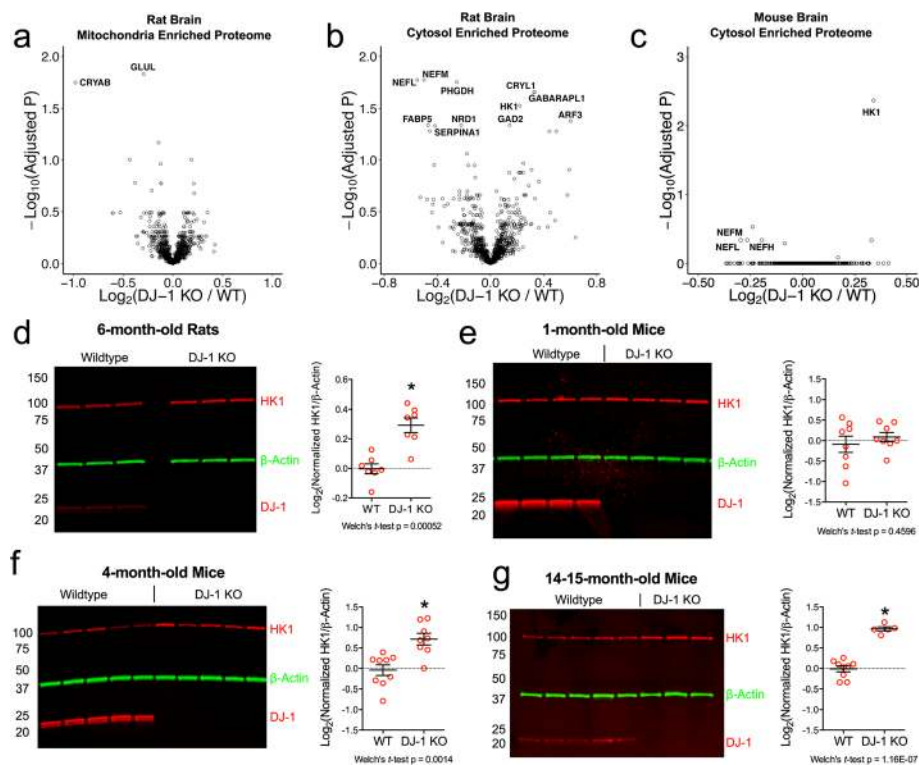 a
Rat Brain
Mitochondria Enriched Proteome
− Log10(Adjusted P)
2.0
1.5
1.0
0.5
0.0
GLUL
CRYAB
−1.0 −0.5 0.0 0.5 1.0
Log2(DJ−1 KO / WT)
b
Rat Brain
Cytosol Enriched Proteome
− Log10(Adjusted P)
2.0
1.5
1.0
0.5
0.0
NEFM
NEFL
PHGDH
CRYL1
GABARAPL1
HK1
FABP5
NRD1
GAD2
ARF3
SERPINA1
−0.8 −0.4 0.0 0.4 0.8
Log2(DJ−1 KO / WT)
c
Mouse Brain
Cytosol Enriched Proteome
− Log10(Adjusted P)
3
2
1
0
HK1
NEFM
NEFL
NEFH
−0.50 −0.25 0.00 0.25 0.50
Log2(DJ−1 KO / WT)
d
6-month-old Rats
Wildtype DJ-1 KO
150
100
75
50
37
25
20
HK1
β-Actin
DJ-1
Log2(Normalized HK1/β-Actin)
0.6
0.4
0.2
0.0
-0.2
*
WT DJ-1 KO
Welch's t-test p = 0.00052
e
1-month-old Mice
Wildtype | DJ-1 KO
150
100
75
50
37
25
20
HK1
β-Actin
DJ-1
Log2(Normalized HK1/β-Actin)
1.5
1.0
0.5
0.0
-0.5
-1.0
-1.5
WT DJ-1 KO
Welch's t-test p = 0.4596
f
4-month-old Mice
Wildtype | DJ-1 KO
100
75
50
37
25
20
HK1
β-Actin
DJ-1
Log2(Normalized HK1/β-Actin)
1.5
1.0
0.5
0.0
-0.5
-1.0
-1.5
*
WT DJ-1 KO
Welch's t-test p = 0.0014
g
14-15-month-old Mice
Wildtype | DJ-1 KO
150
100
75
50
37
25
20
HK1
β-Actin
DJ-1
Log2(Normalized HK1/β-Actin)
1.5
1.0
0.5
0.0
-0.5
-1.0
-1.5
*
WT DJ-1 KO
Welch's t-test p = 1.16E-07